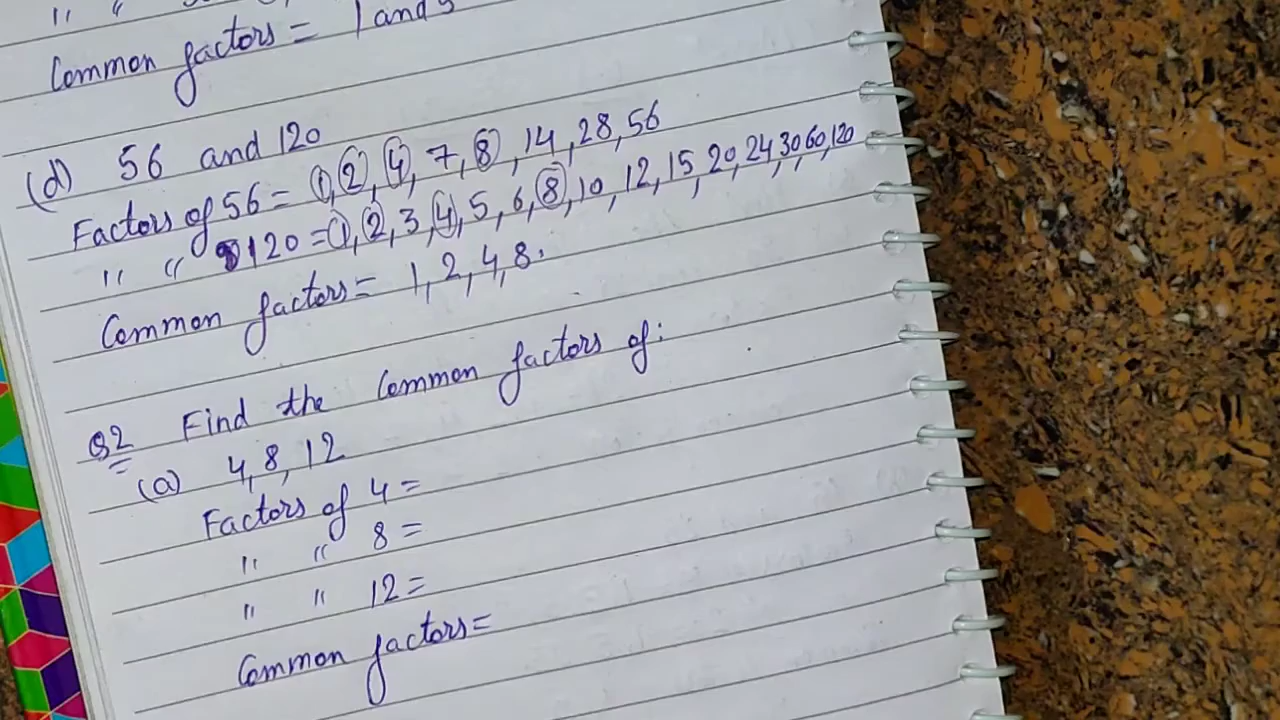 Common factors = 1 and
(d) 56 and 120
Factors of 56 = 1, 2, 4, 7, 8, 14, 28, 56
" " 120 = 1, 2, 3, 4, 5, 6, 8, 10, 12, 15, 20, 24, 30, 60, 120
Common factors = 1, 2, 4, 8.
Q2 Find the Common factors of:
(a) 4, 8, 12
Factors of 4 =
" " 8 =
" " 12 =
Common factors =